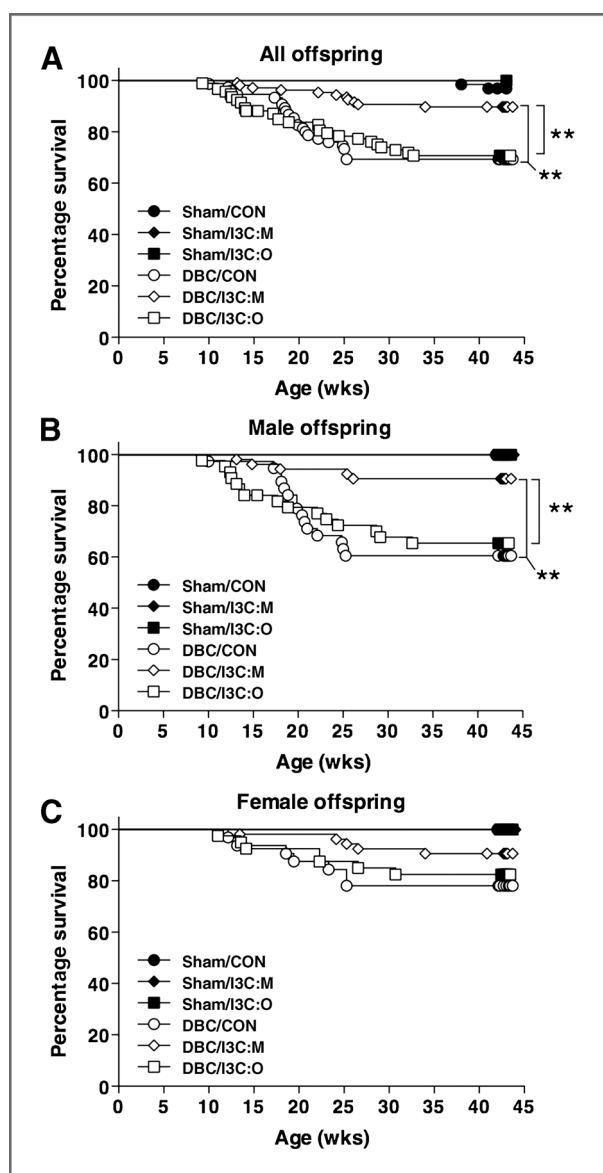 A
All offspring
Percentage survival
100
80
60
40
20
0
Sham/CON
Sham/I3C:M
Sham/I3C:O
DBC/CON
DBC/I3C:M
DBC/I3C:O
**
**
0 5 10 15 20 25 30 35 40 45
Age (wks)
B
Male offspring
Percentage survival
100
80
60
40
20
0
Sham/CON
Sham/I3C:M
Sham/I3C:O
DBC/CON
DBC/I3C:M
DBC/I3C:O
**
**
0 5 10 15 20 25 30 35 40 45
Age (wks)
C
Female offspring
Percentage survival
100
80
60
40
20
0
Sham/CON
Sham/I3C:M
Sham/I3C:O
DBC/CON
DBC/I3C:M
DBC/I3C:O
0 5 10 15 20 25 30 35 40 45
Age (wks)